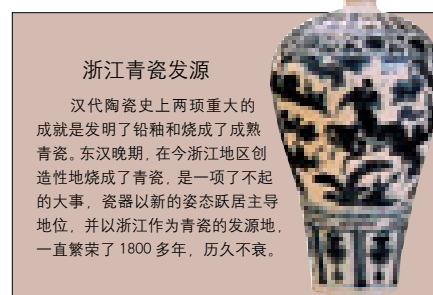 浙江青瓷发源
汉代陶瓷史上两项重大的
成就是发明了铅釉和烧成了成熟
青瓷。东汉晚期，在今浙江地区创
造性地烧成了青瓷，是一项了不起
的大事，瓷器以新的姿态跃居主导
地位，并以浙江作为青瓷的发源地，
一直繁荣了1800多年，历久不衰。